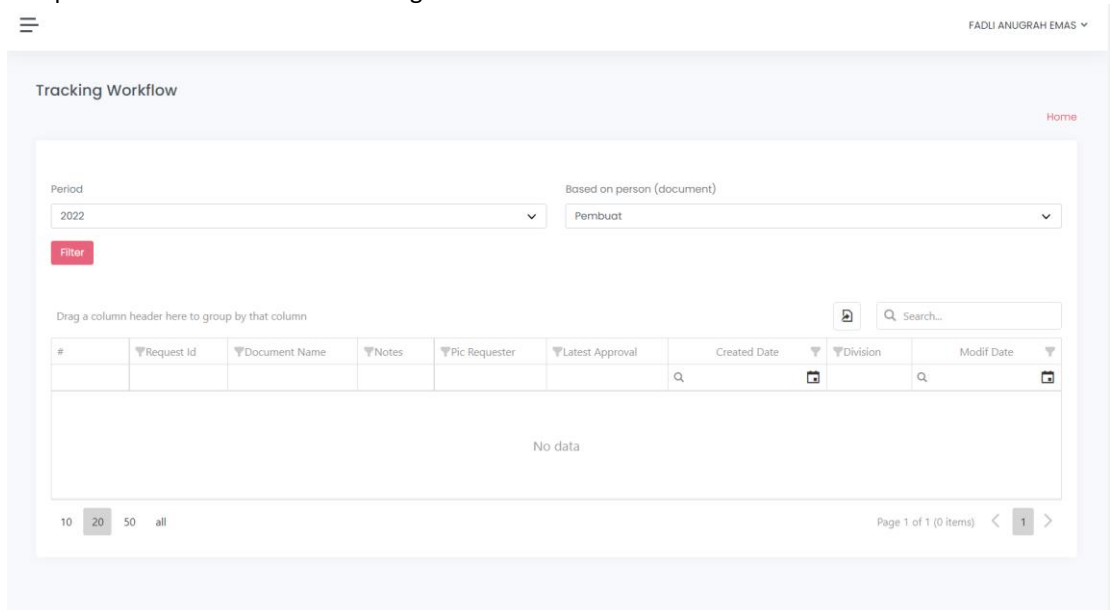 FADLI ANUGRAH EMAS
Tracking Workflow
Home
Period
Based on person (document)
2022
Pembuat
Filter
Drag a column header here to group by that column
Search...
# Request Id Document Name Notes Pic Requester Latest Approval Created Date Division Modif Date
No data
10 20 50 all
Page 1 of 1 (0 items) 1